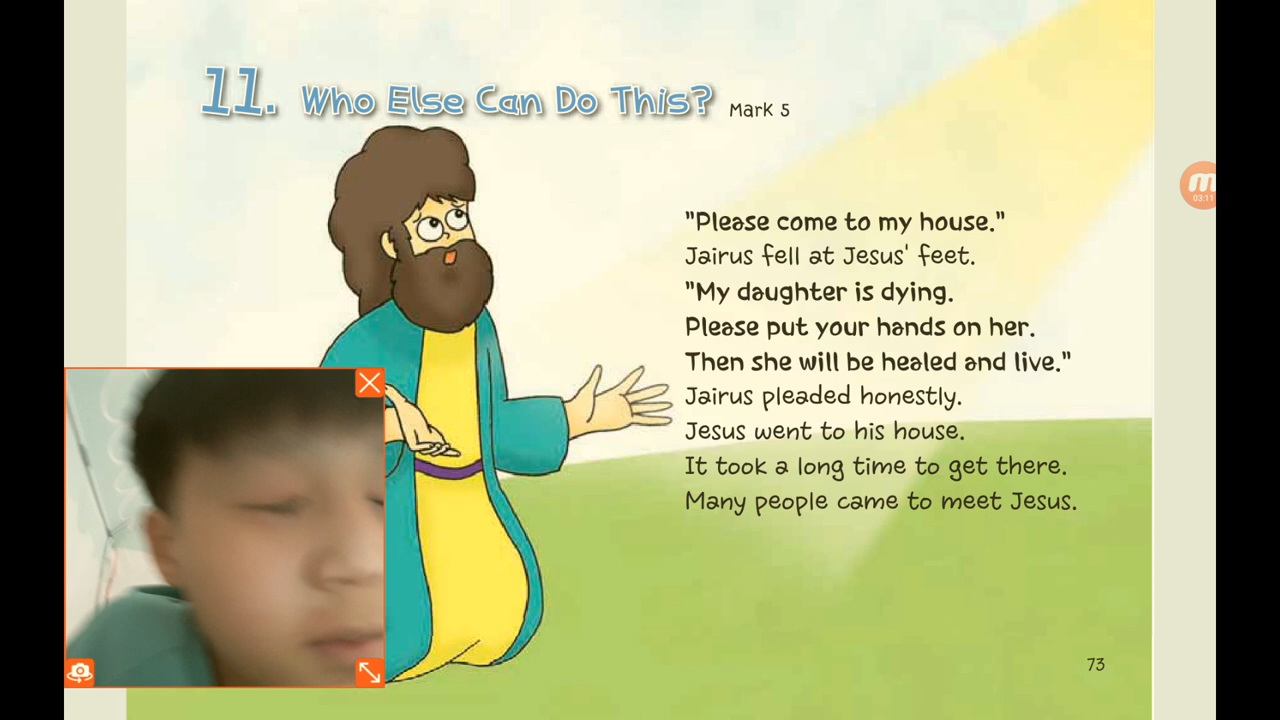 11. Who Else Can Do This? Mark 5
"Please come to my house."
Jairus fell at Jesus' feet.
"My daughter is dying.
Please put your hands on her.
Then she will be healed and live."
Jairus pleaded honestly.
Jesus went to his house.
It took a long time to get there.
Many people came to meet Jesus.
73
03:11